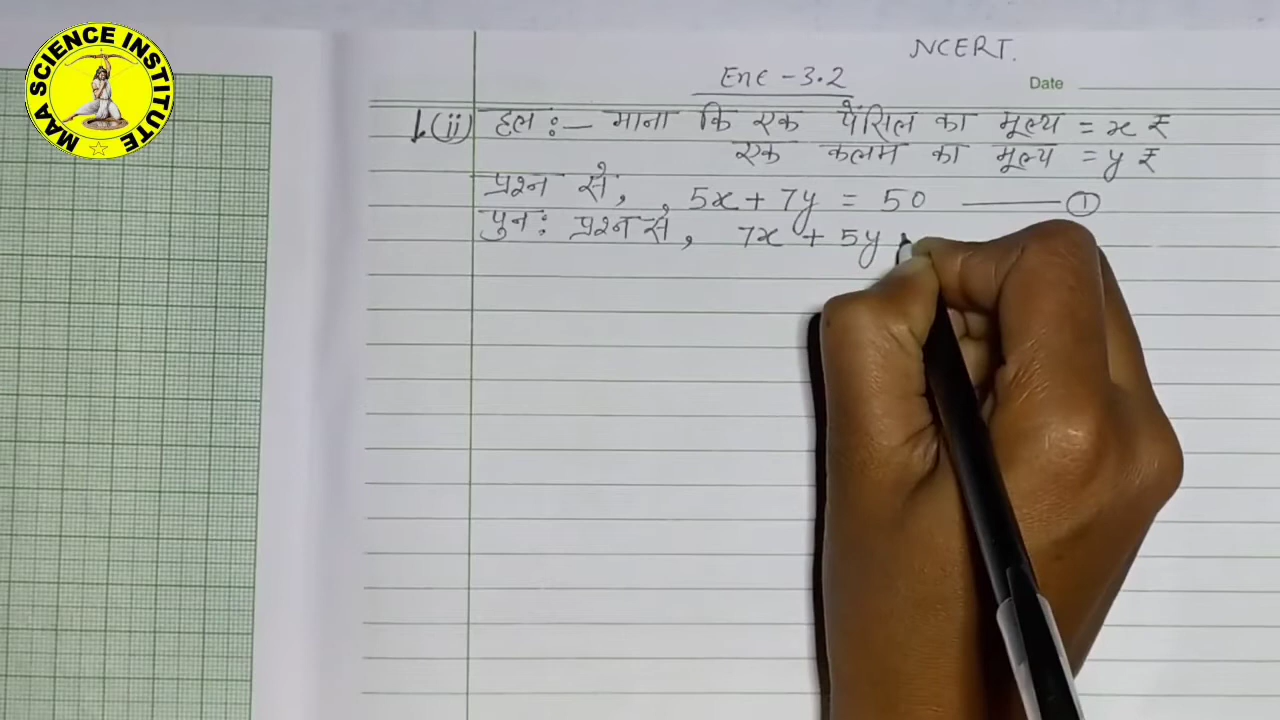 MAA SCIENCE INSTITUTE
NCERT.
Exe - 3.2
Date
1.(ii) हल :— माना कि एक पेंसिल का मूल्य = x ₹
एक कलम का मूल्य = y ₹
प्रश्न से, , 5x + 7y = 50 —— ①
पुन: प्रश्न से, 7x + 5y